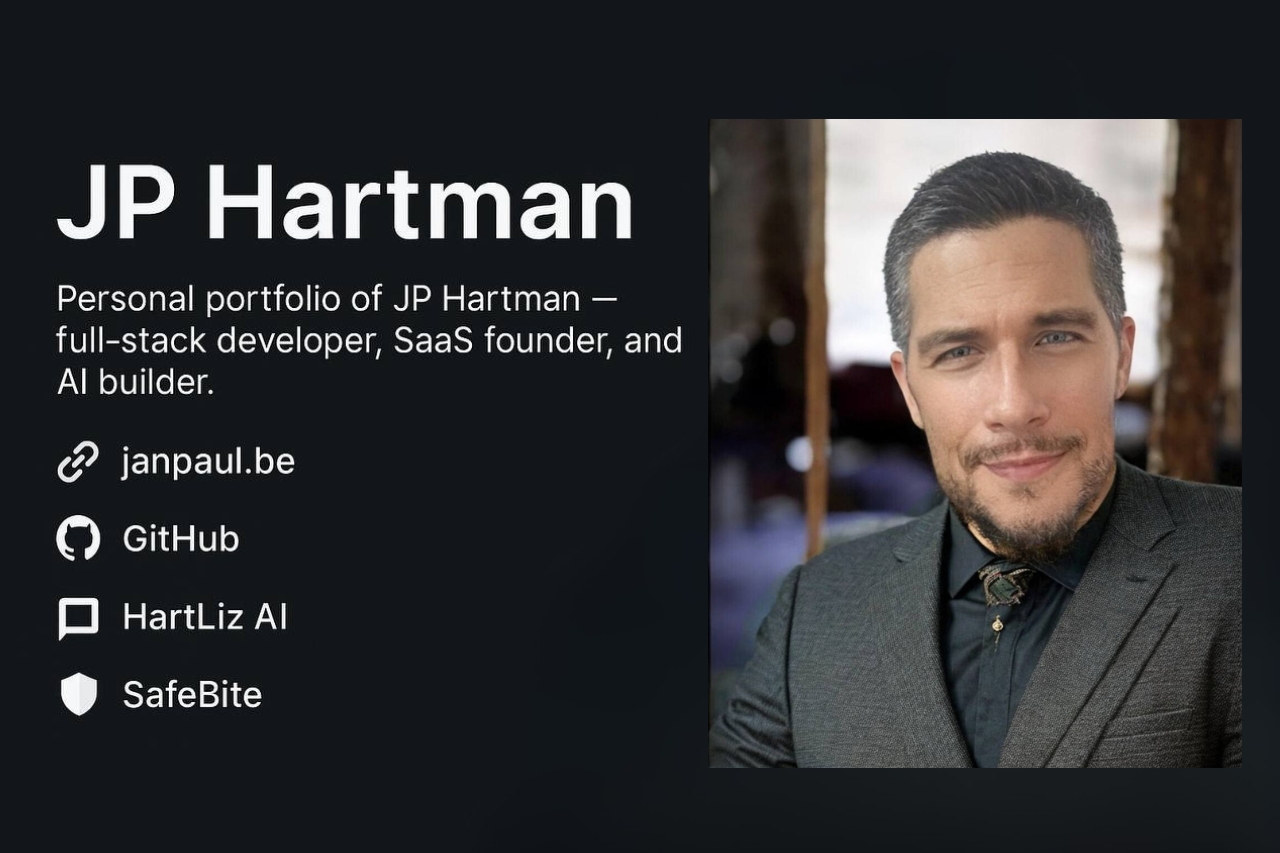 JP Hartman
Personal portfolio of JP Hartman —
full-stack developer, SaaS founder, and
AI builder.
janpaul.be
GitHub
HartLiz AI
SafeBite